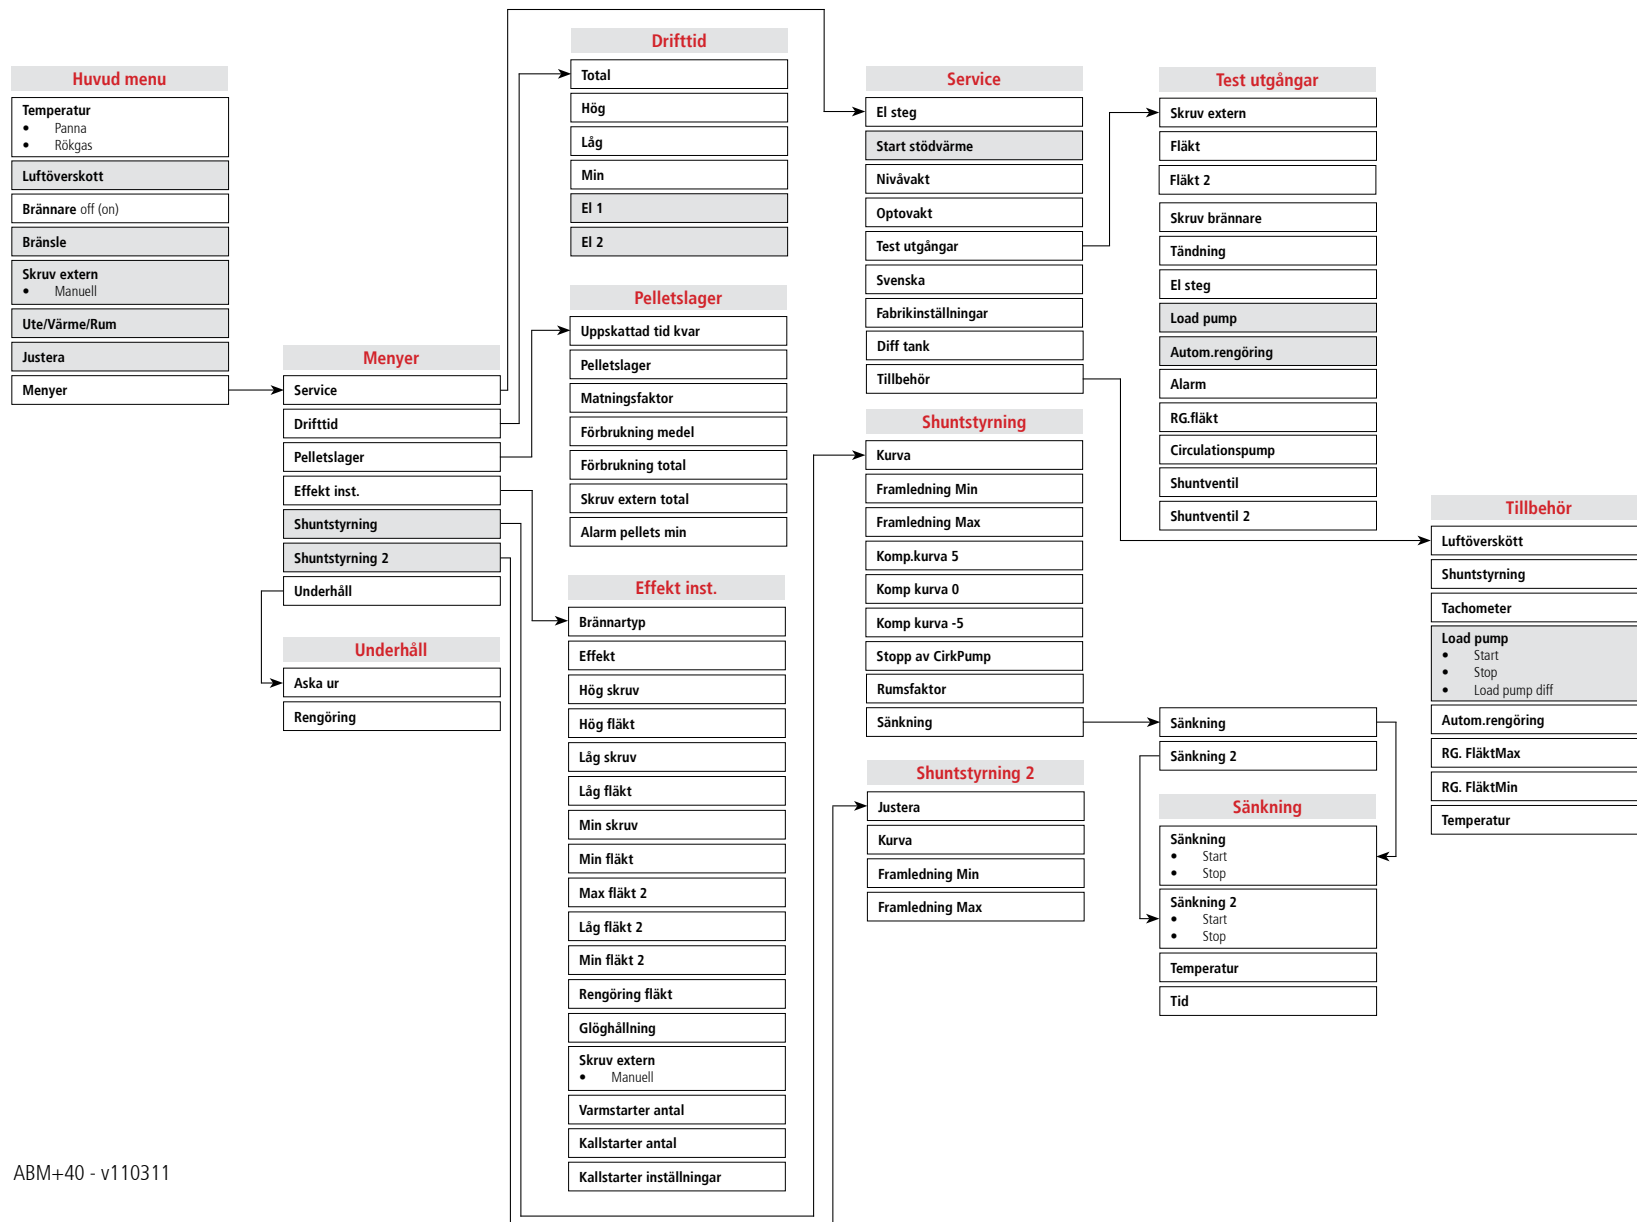 Huvud menu
Temperatur
• Panna
• Rökgas
Luftöverskott
Brännare off (on)
Bränsle
Skruv extern
• Manuell
Ute/Värme/Rum
Justera
Menyer
Menyer
Service
Drifttid
Pelletslager
Effekt inst.
Shuntstyrning
Shuntstyrning 2
Underhåll
Underhåll
Aska ur
Rengöring
Drifttid
Total
Hög
Låg
Min
El 1
El 2
Pelletslager
Uppskattad tid kvar
Pelletslager
Matningsfaktor
Förbrukning medel
Förbrukning total
Skruv extern total
Alarm pellets min
Effekt inst.
Brännartyp
Effekt
Hög skruv
Hög fläkt
Låg skruv
Låg fläkt
Min skruv
Min fläkt
Max fläkt 2
Låg fläkt 2
Min fläkt 2
Rengöring fläkt
Glöghållning
Skruv extern
• Manuell
Varmstarter antal
Kallstarter antal
Kallstarter inställningar
Service
El steg
Start stödvärme
Nivåvakt
Optovakt
Test utgångar
Svenska
Fabrikinställningar
Diff tank
Tillbehör
Shuntstyrning
Kurva
Framledning Min
Framledning Max
Komp.kurva 5
Komp kurva 0
Komp kurva -5
Stopp av CirkPump
Rumsfaktor
Sänkning
Shuntstyrning 2
Justera
Kurva
Framledning Min
Framledning Max
Test utgångar
Skruv extern
Fläkt
Fläkt 2
Skruv brännare
Tändning
El steg
Load pump
Autom.rengöring
Alarm
RG.fläkt
Circulationspump
Shuntventil
Shuntventil 2
Sänkning
Sänkning 2
Sänkning
Sänkning
• Start
• Stop
Sänkning 2
• Start
• Stop
Temperatur
Tid
Tillbehör
Luftöverskött
Shuntstyrning
Tachometer
Load pump
• Start
• Stop
• Load pump diff
Autom.rengöring
RG. FläktMax
RG. FläktMin
Temperatur
ABM+40 - v110311